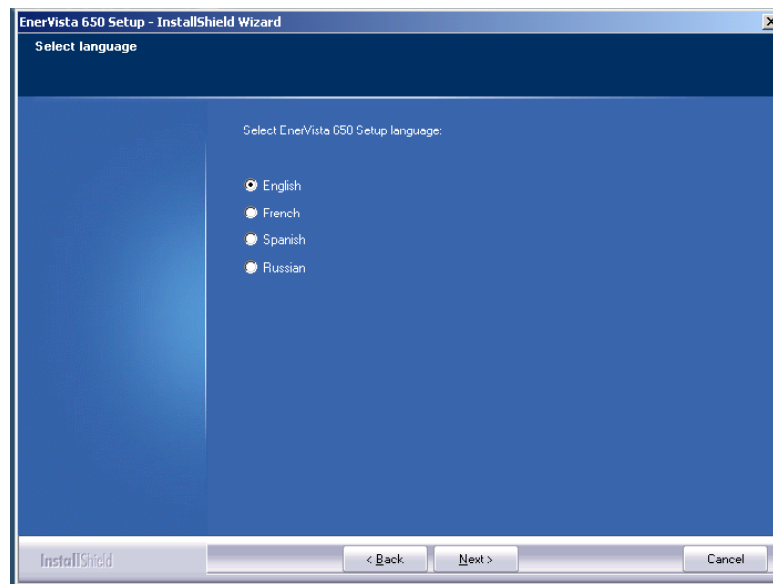 EnerVista 650 Setup - InstallShield Wizard
Select language
Select EnerVista 650 Setup language:
English
French
Spanish
Russian
InstallShield
< Back
Next >
Cancel